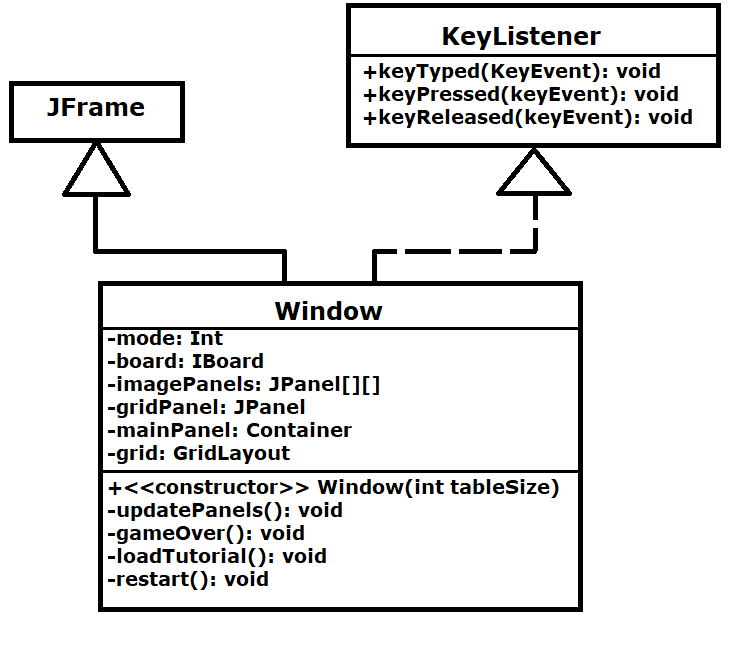 KeyListener
+keyTyped(KeyEvent): void
+keyPressed(keyEvent): void
+keyReleased(keyEvent): void
JFrame
Window
-mode: Int
-board: IBoard
-imagePanels: JPanel[][]
-gridPanel: JPanel
-mainPanel: Container
-grid: GridLayout
+<<constructor>> Window(int tableSize)
-updatePanels(): void
-gameOver(): void
-loadTutorial(): void
-restart(): void